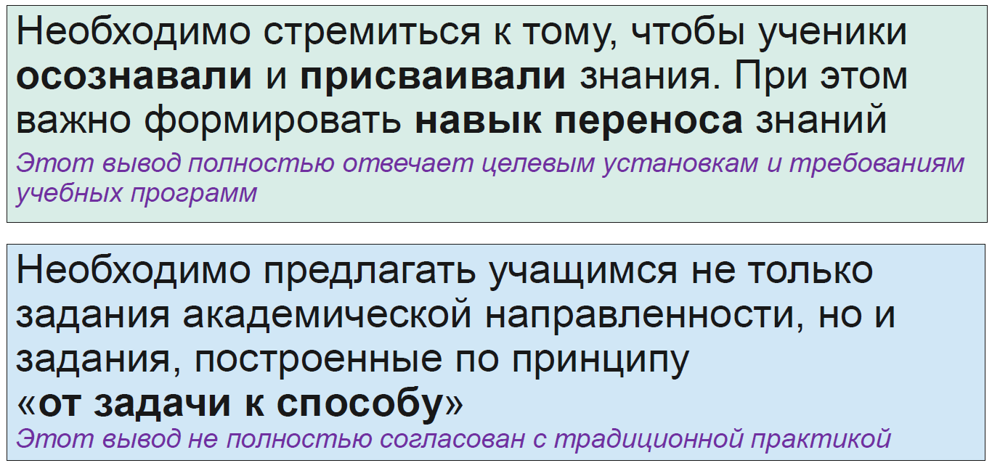 Необходимо стремиться к тому, чтобы ученики
осознавали и присваивали знания. При этом
важно формировать навык переноса знаний
Этот вывод полностью отвечает целевым установкам и требованиям
учебных программ
Необходимо предлагать учащимся не только
задания академической направленности, но и
задания, построенные по принципу
«от задачи к способу»
Этот вывод не полностью согласован с традиционной практикой